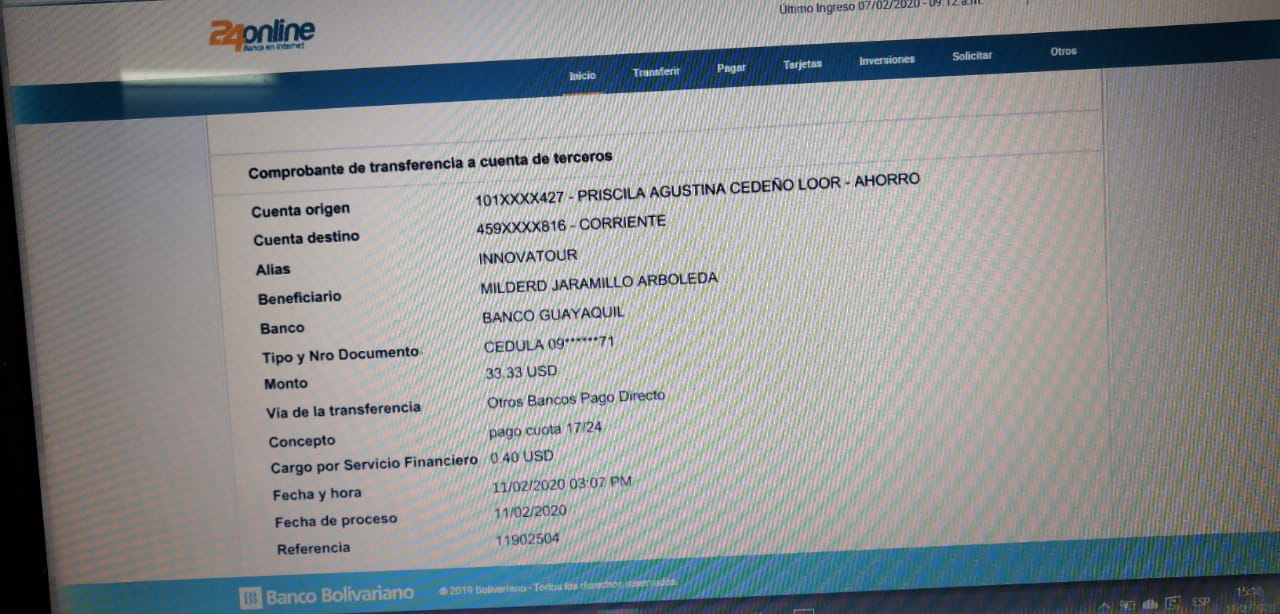 Último Ingreso 07/02/2020 - 09:12 a.m.
24online
Banca en Internet
Inicio Transferir Pagar Tarjetas Inversiones Solicitar Otros
Comprobante de transferencia a cuenta de terceros
Cuenta origen 101XXXX427 - PRISCILA AGUSTINA CEDEÑO LOOR - AHORRO
Cuenta destino 459XXXX816 - CORRIENTE
Alias INNOVATOUR
Beneficiario MILDERD JARAMILLO ARBOLEDA
Banco BANCO GUAYAQUIL
Tipo y Nro Documento CEDULA 09******71
Monto 33.33 USD
Vía de la transferencia Otros Bancos Pago Directo
Concepto pago cuota 17/24
Cargo por Servicio Financiero 0.40 USD
Fecha y hora 11/02/2020 03:07 PM
Fecha de proceso 11/02/2020
Referencia 11902504
Banco Bolivariano © 2019 Bolivariano - Todos los derechos reservados.
ESP 15:10